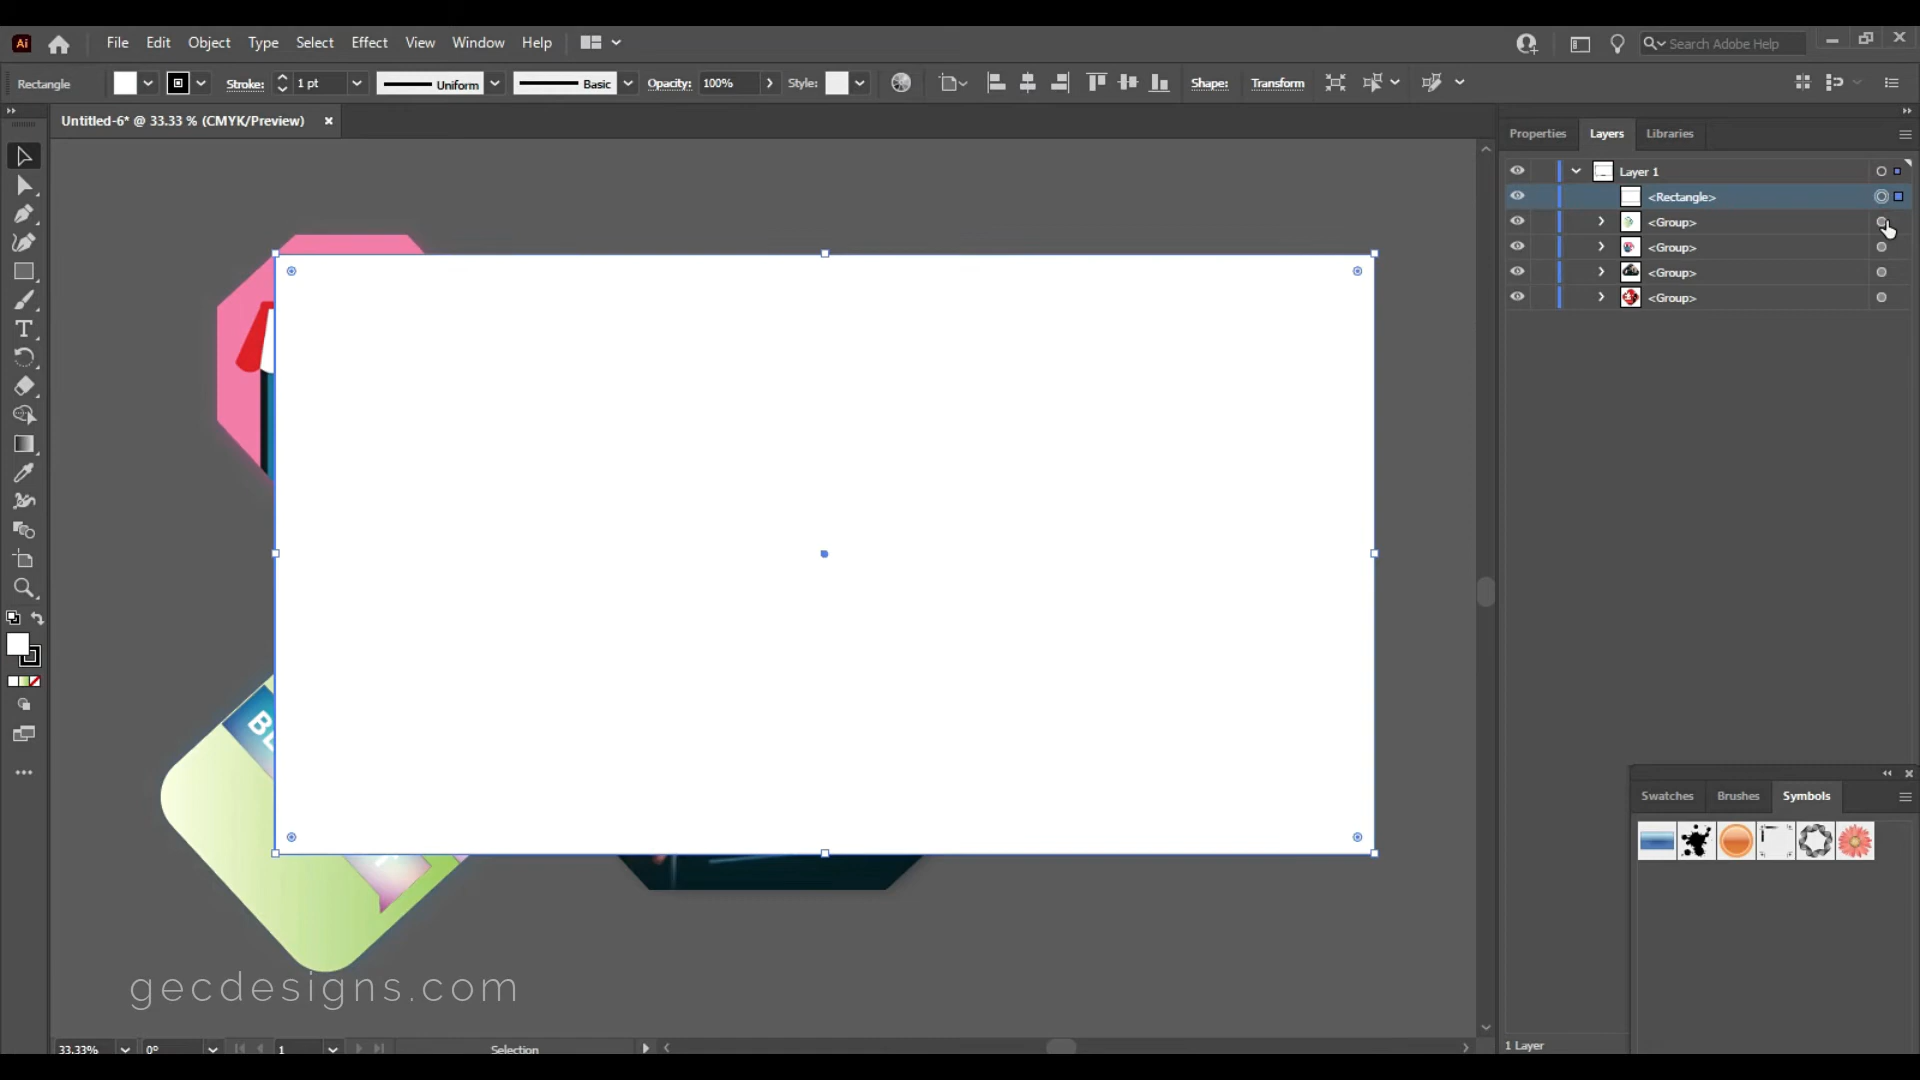 Ai File Edit Object Type Select Effect View Window Help Search Adobe Help
Rectangle Stroke: 1 pt Uniform Basic Opacity: 100% Style: Shape: Transform
Untitled-6* @ 33.33 % (CMYK/Preview)
Properties Layers Libraries
Layer 1
<Rectangle>
<Group>
<Group>
<Group>
<Group>
Swatches Brushes Symbols
gecdesigns.com
33.33% 0° 1 Selection
1 Layer